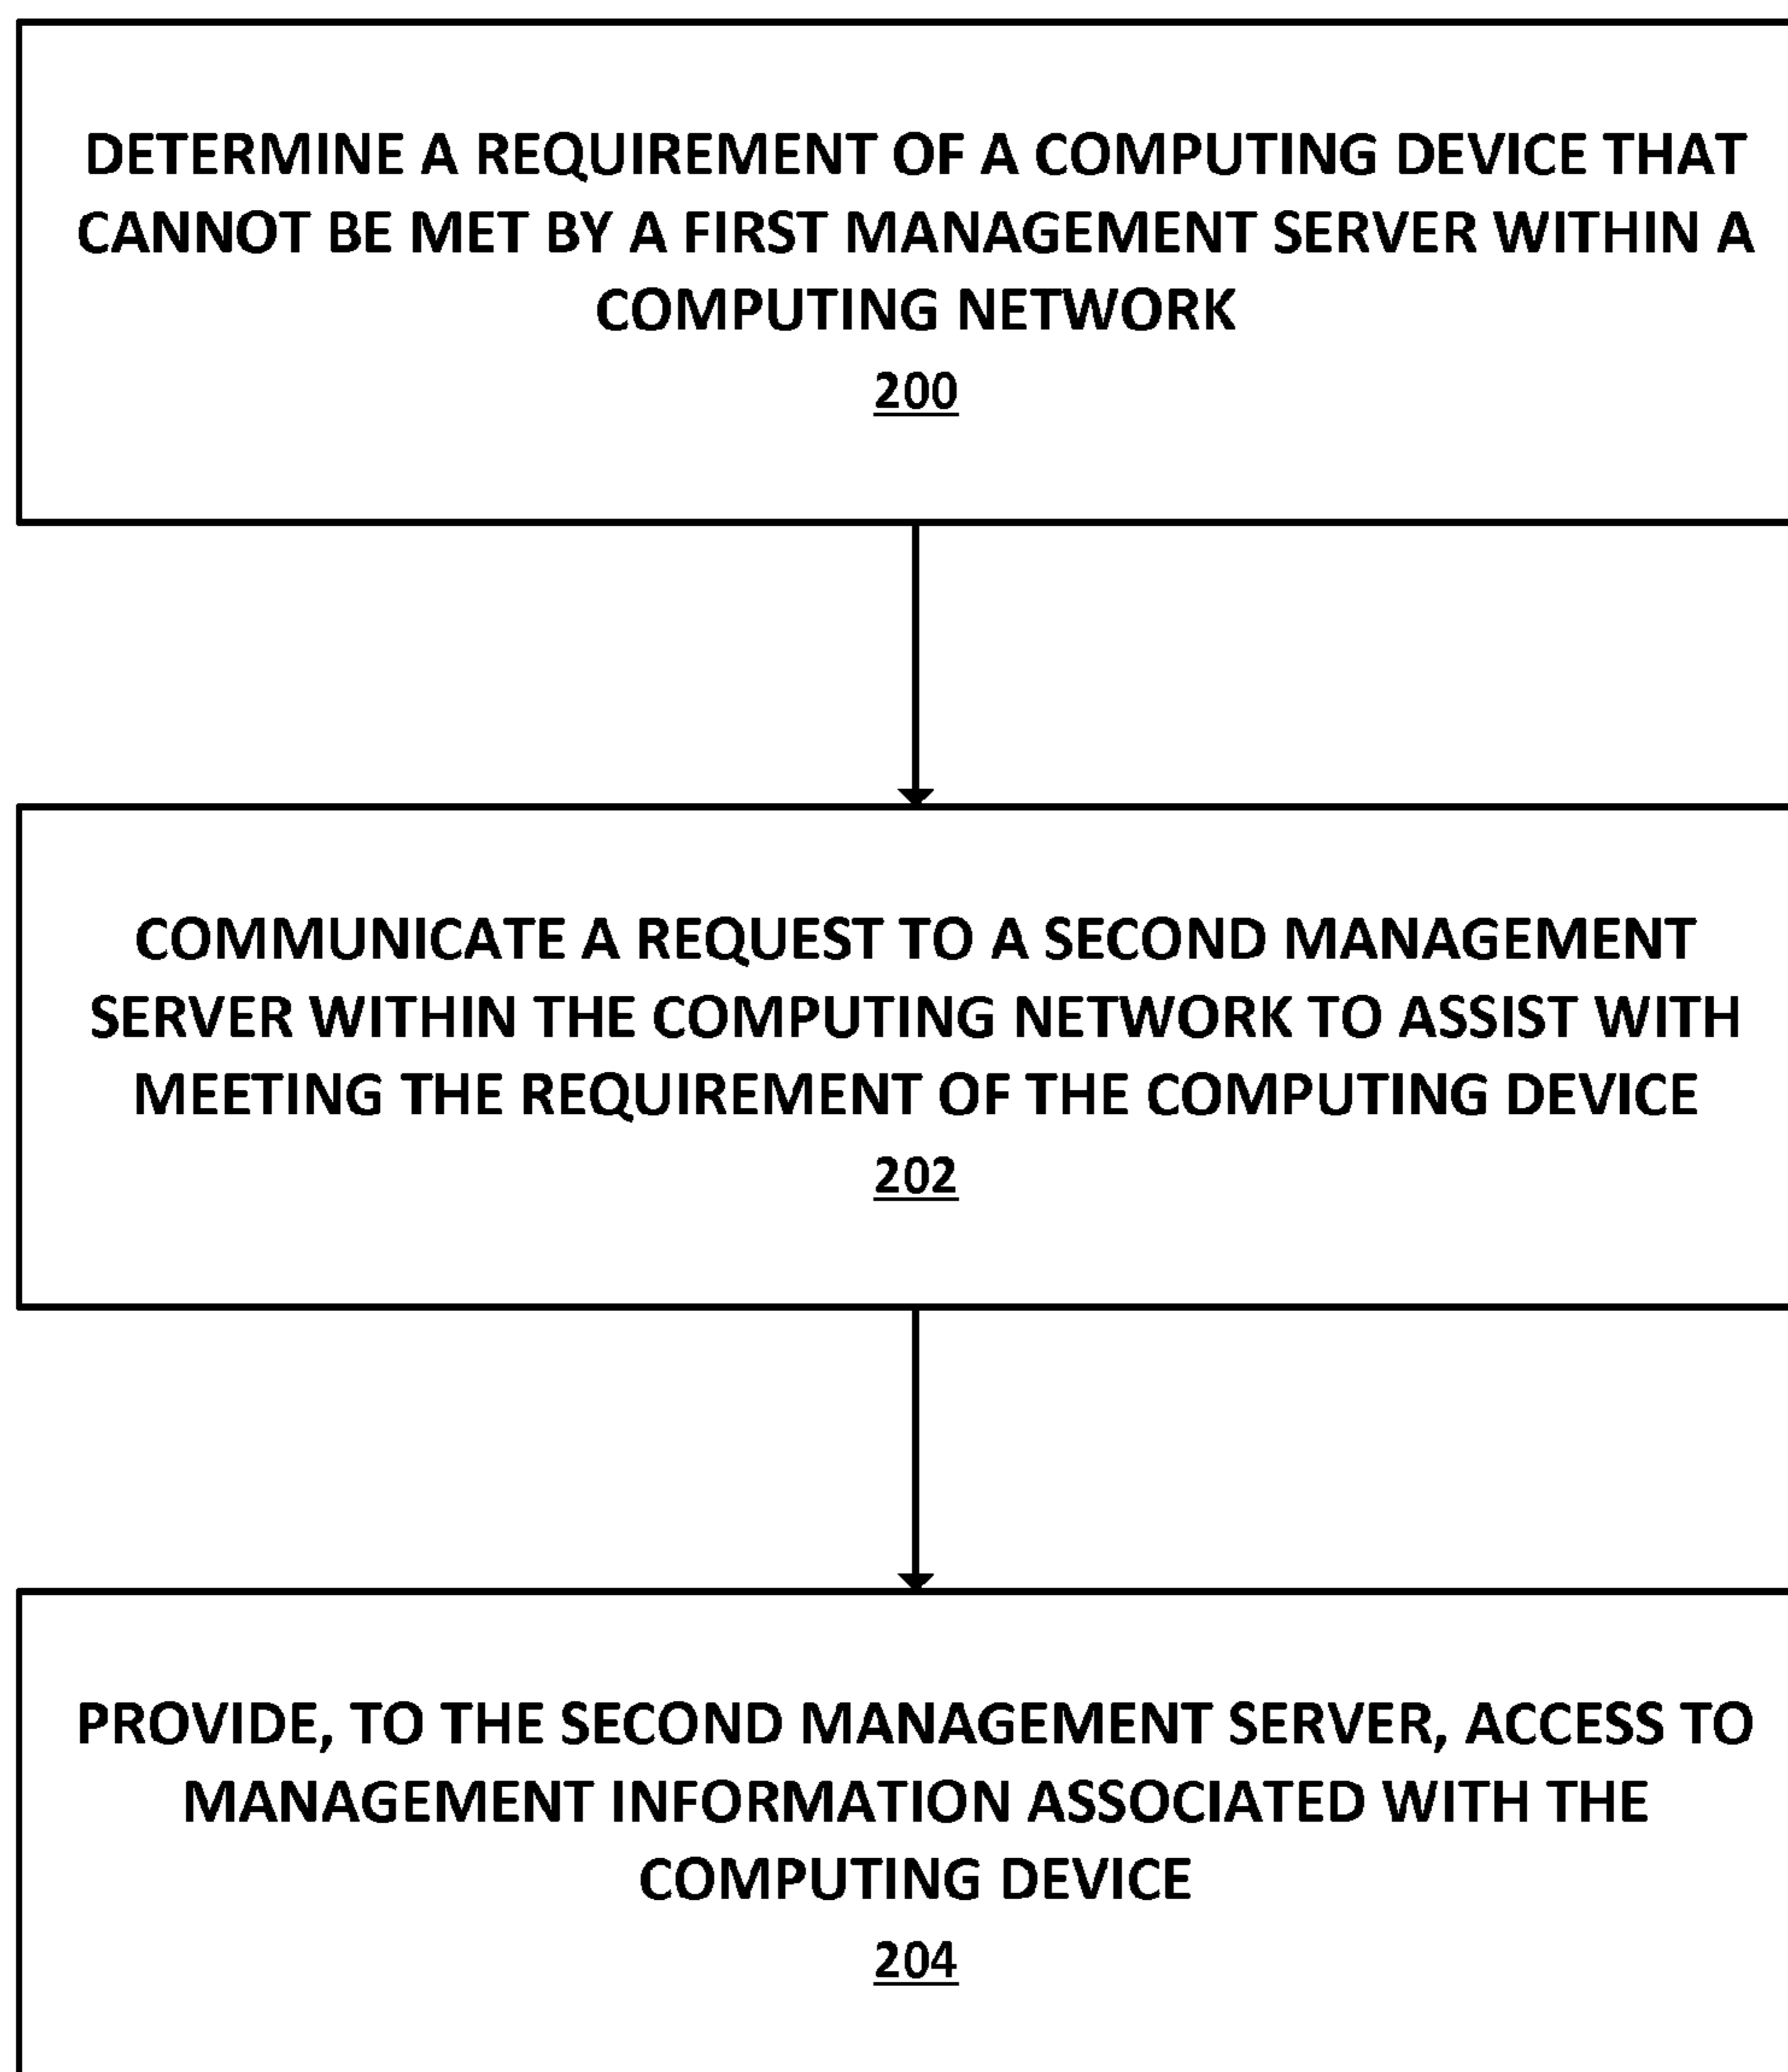 DETERMINE A REQUIREMENT OF A COMPUTING DEVICE THAT
CANNOT BE MET BY A FIRST MANAGEMENT SERVER WITHIN A
COMPUTING NETWORK
200
COMMUNICATE A REQUEST TO A SECOND MANAGEMENT
SERVER WITHIN THE COMPUTING NETWORK TO ASSIST WITH
MEETING THE REQUIREMENT OF THE COMPUTING DEVICE
202
PROVIDE, TO THE SECOND MANAGEMENT SERVER, ACCESS TO
MANAGEMENT INFORMATION ASSOCIATED WITH THE
COMPUTING DEVICE
204